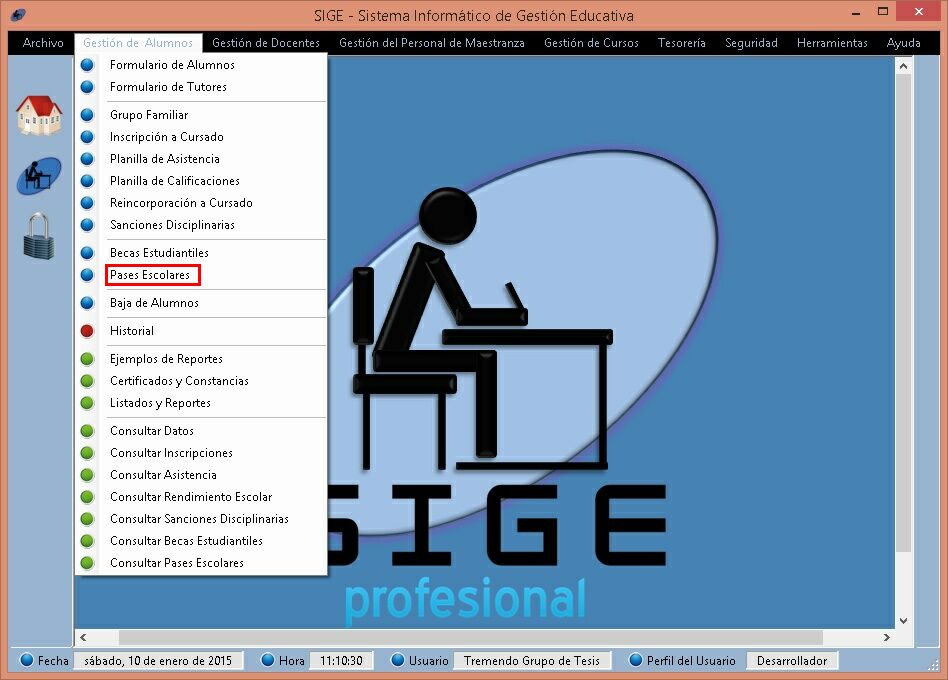 SIGE - Sistema Informático de Gestión Educativa
Archivo Gestión de Alumnos Gestión de Docentes Gestión del Personal de Maestranza Gestión de Cursos Tesorería Seguridad Herramientas Ayuda
Formulario de Alumnos
Formulario de Tutores
Grupo Familiar
Inscripción a Cursado
Planilla de Asistencia
Planilla de Calificaciones
Reincorporación a Cursado
Sanciones Disciplinarias
Becas Estudiantiles
Pases Escolares
Baja de Alumnos
Historial
Ejemplos de Reportes
Certificados y Constancias
Listados y Reportes
Consultar Datos
Consultar Inscripciones
Consultar Asistencia
Consultar Rendimiento Escolar
Consultar Sanciones Disciplinarias
Consultar Becas Estudiantiles
Consultar Pases Escolares
SIGE
profesional
Fecha sábado, 10 de enero de 2015 Hora 11:10:30 Usuario Tremendo Grupo de Tesis Perfil del Usuario Desarrollador